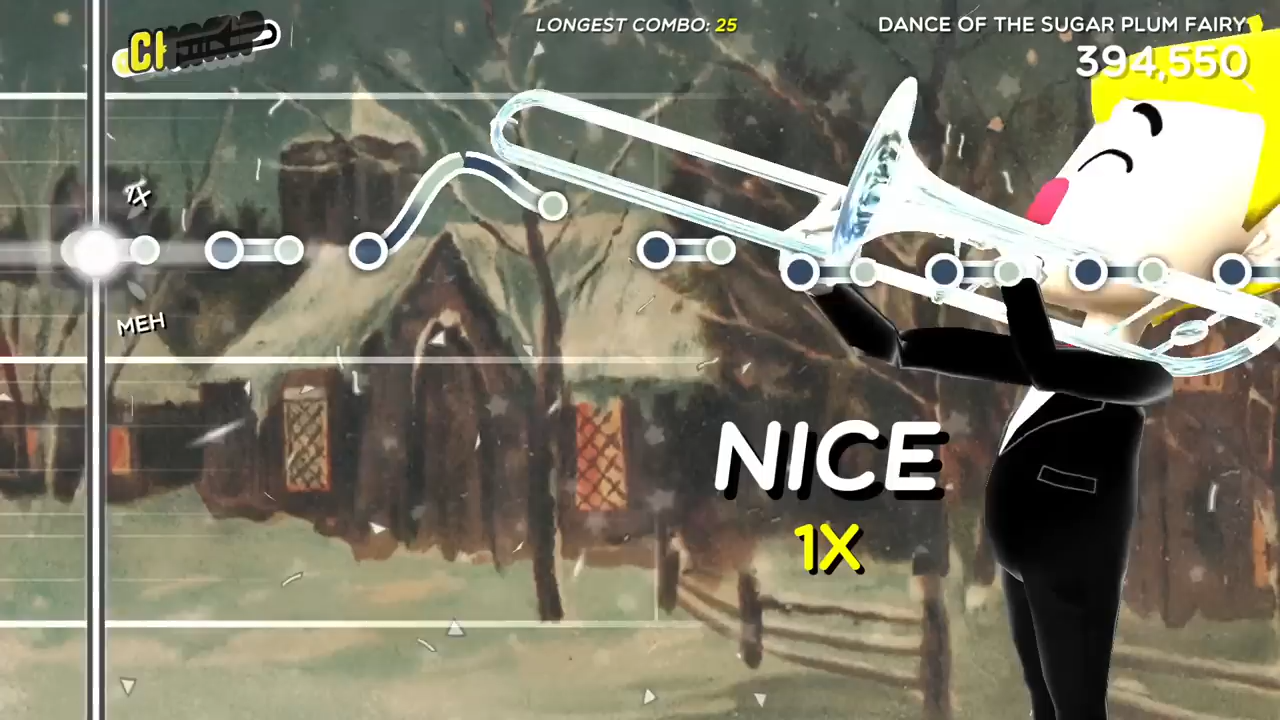 LONGEST COMBO: 25
DANCE OF THE SUGAR PLUM FAIRY
394,550
MEH
NICE
1X